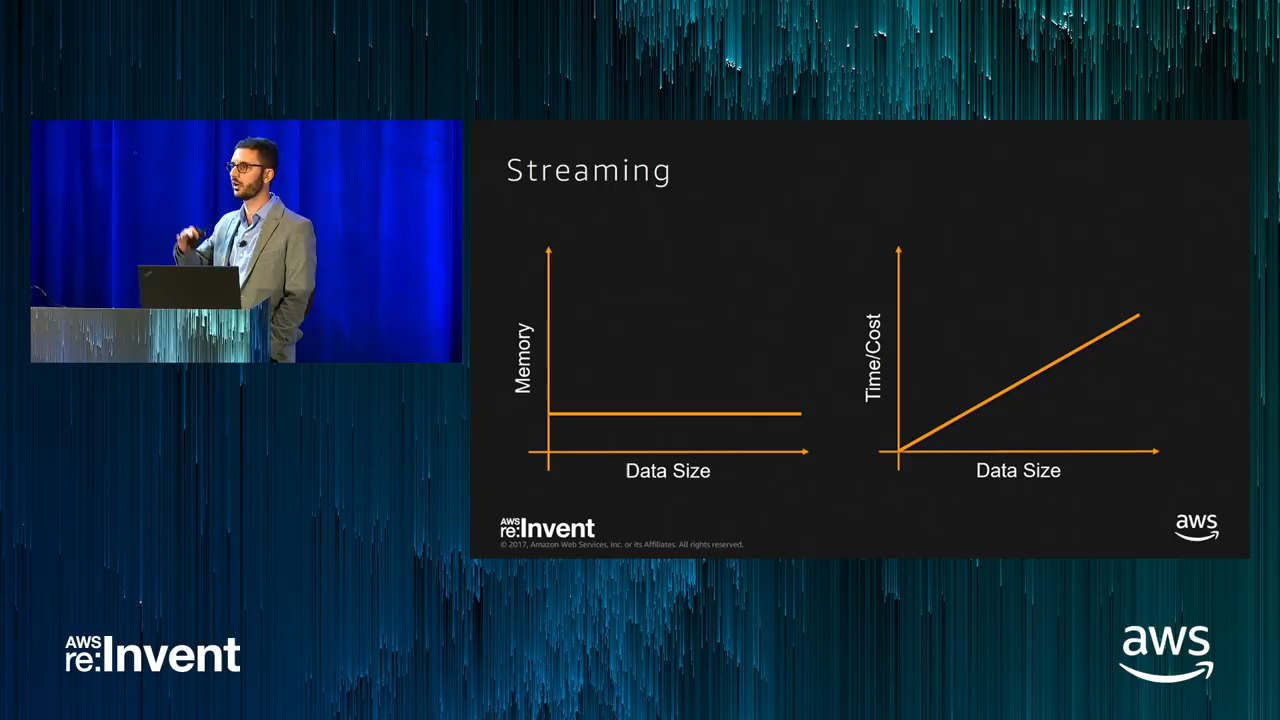 Streaming
Memory
Data Size
Time/Cost
Data Size
AWS
re:Invent
© 2017, Amazon Web Services, Inc. or its Affiliates. All rights reserved.
aws
AWS
re:Invent
aws